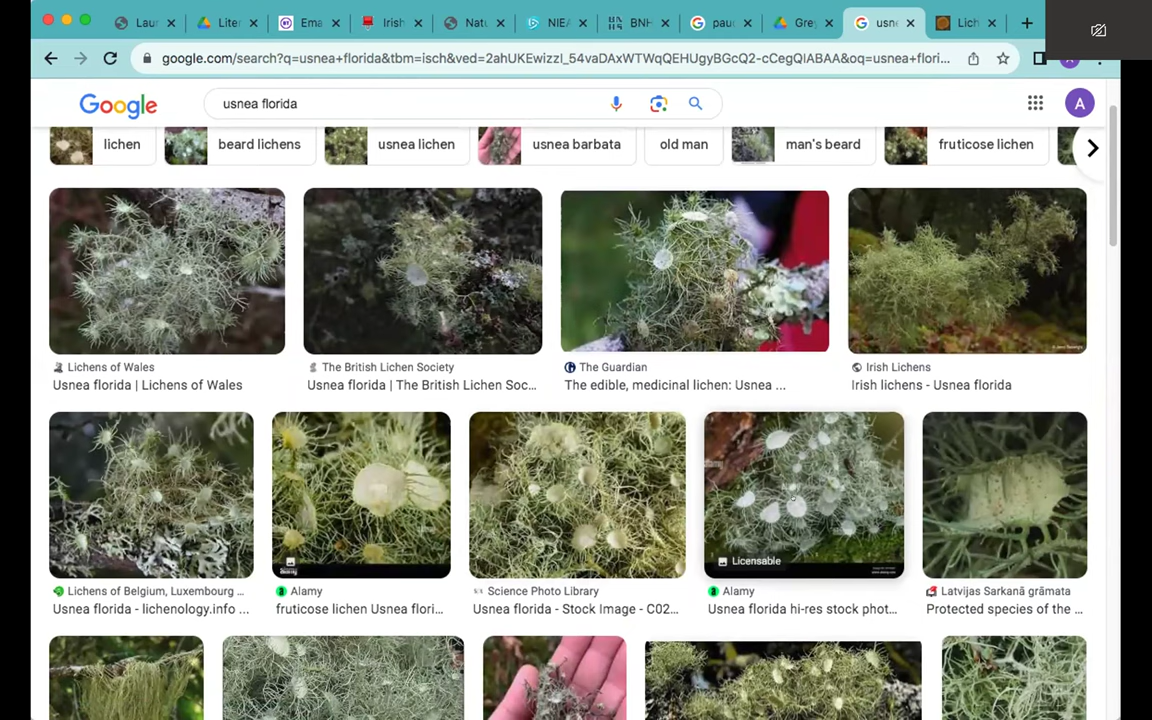 Laur
Liter
Ema
Irish
Natu
NIEA
BNH
pauc
Grey
usne
Lich
google.com/search?q=usnea+florida&tbm=isch&ved=2ahUKEwizzI_54vaDAxWTWqQEHUgyBGcQ2-cCegQIABAA&oq=usnea+flori...
Google
usnea florida
A
lichen
beard lichens
usnea lichen
usnea barbata
old man
man's beard
fruticose lichen
Lichens of Wales
The British Lichen Society
The Guardian
Irish Lichens
Usnea florida | Lichens of Wales
Usnea florida | The British Lichen Soc...
The edible, medicinal lichen: Usnea ...
Irish lichens - Usnea florida
Licensable
Lichens of Belgium, Luxembourg ...
Alamy
Science Photo Library
Alamy
Latvijas Sarkanā grāmata
Usnea florida - lichenology.info ...
fruticose lichen Usnea flori...
Usnea florida - Stock Image - C02...
Usnea florida hi-res stock phot...
Protected species of the ...